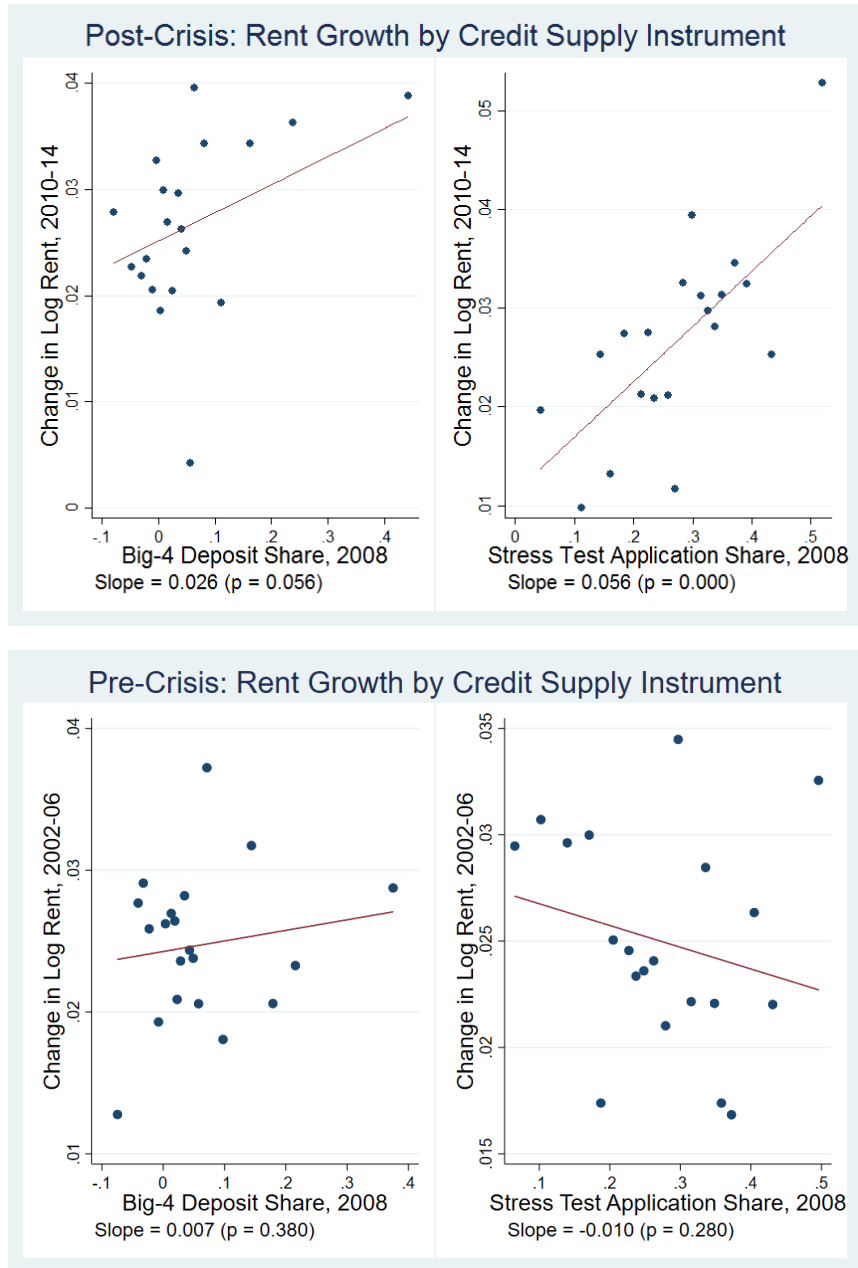 Post-Crisis: Rent Growth by Credit Supply Instrument
Change in Log Rent, 2010-14
.04
.03
.02
.01
0
-.1 0 .1 .2 .3 .4
Big-4 Deposit Share, 2008
Slope = 0.026 (p = 0.056)
Change in Log Rent, 2010-14
.05
.04
.03
.02
.01
0 .1 .2 .3 .4 .5
Stress Test Application Share, 2008
Slope = 0.056 (p = 0.000)
Pre-Crisis: Rent Growth by Credit Supply Instrument
Change in Log Rent, 2002-06
.04
.03
.02
.01
-.1 0 .1 .2 .3 .4
Big-4 Deposit Share, 2008
Slope = 0.007 (p = 0.380)
Change in Log Rent, 2002-06
.035
.03
.025
.02
.015
.1 .2 .3 .4 .5
Stress Test Application Share, 2008
Slope = -0.010 (p = 0.280)